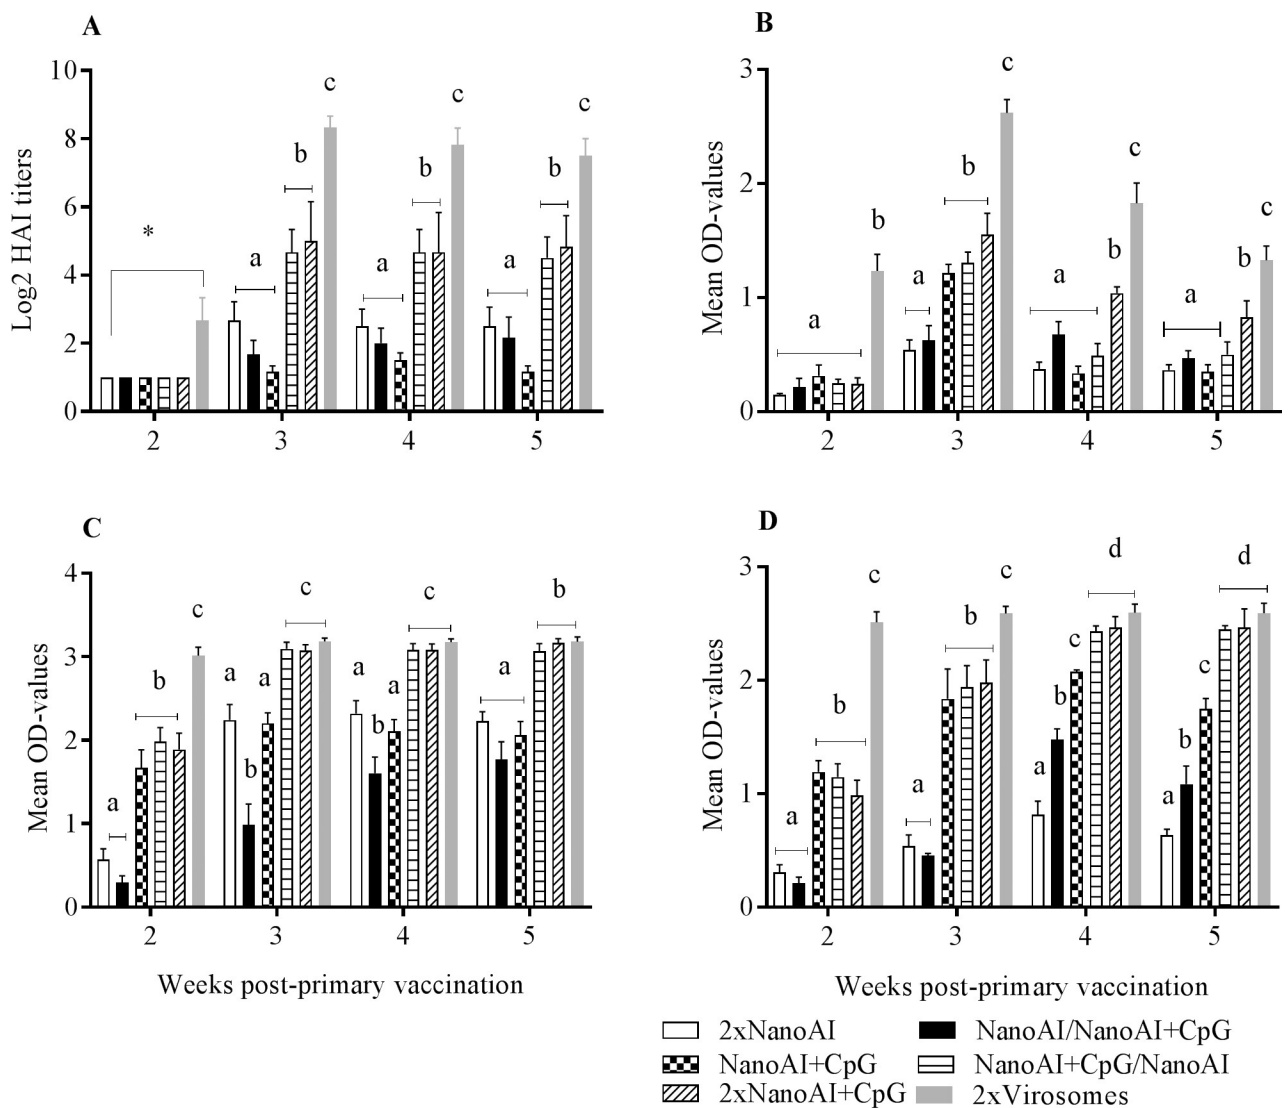 A
10
8
6
4
2
0
Log2 HAI titers
*
a
b
c
a
b
c
a
b
c
2 3 4 5
B
3
2
1
0
Mean OD-values
a
b
a
b
c
a
b
c
a
b
c
2 3 4 5
C
4
3
2
1
0
Mean OD-values
a
b
c
a
b
a
c
a
b
a
c
a
b
2 3 4 5
Weeks post-primary vaccination
D
3
2
1
0
Mean OD-values
a
b
c
a
b
c
a
b
c
d
a
b
c
d
2 3 4 5
Weeks post-primary vaccination
2xNanoAI
NanoAI/NanoAI+CpG
NanoAI+CpG
NanoAI+CpG/NanoAI
2xNanoAI+CpG
2xVirosomes